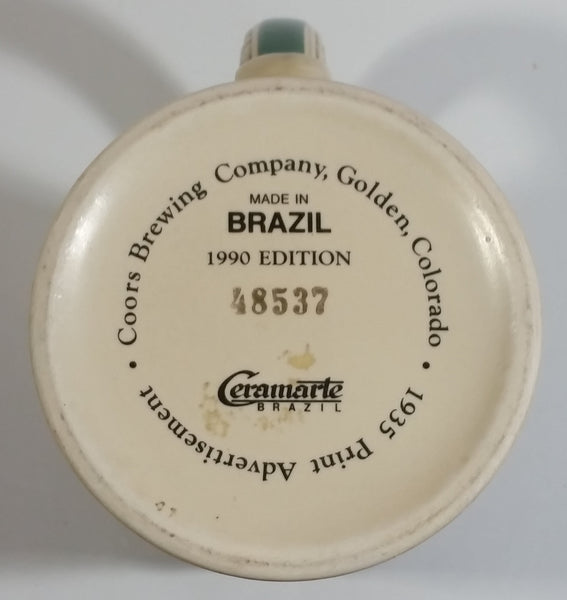 Coors Brewing Company, Golden, Colorado • 1935 Print Advertisement •
MADE IN
BRAZIL
1990 EDITION
48537
Ceramarte
BRAZIL